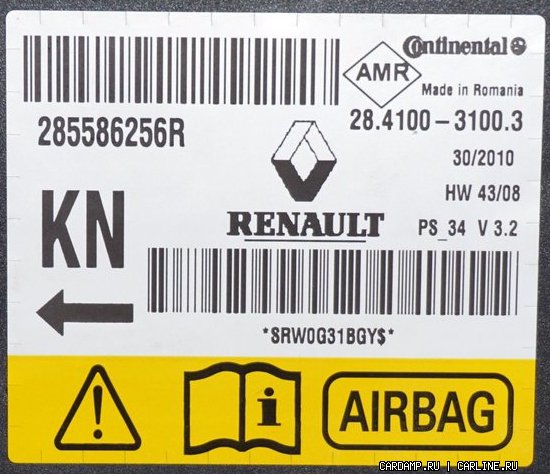 Continental
AMR
Made in Romania
285586256R
28.4100-3100.3
30/2010
HW 43/08
KN
RENAULT
PS_34 V 3.2
*SRW0G31BGY$*
i
AIRBAG
CARDAMP.RU | CARLINE.RU